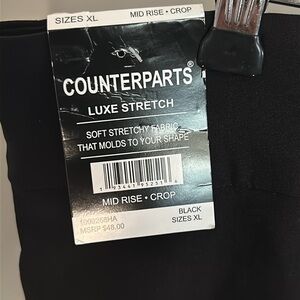 SIZES XL
MID RISE • CROP
COUNTERPARTS®
LUXE STRETCH
SOFT STRETCHY FABRIC
THAT MOLDS TO YOUR SHAPE
MID RISE • CROP
BLACK
MSRP $48.00
SIZES XL